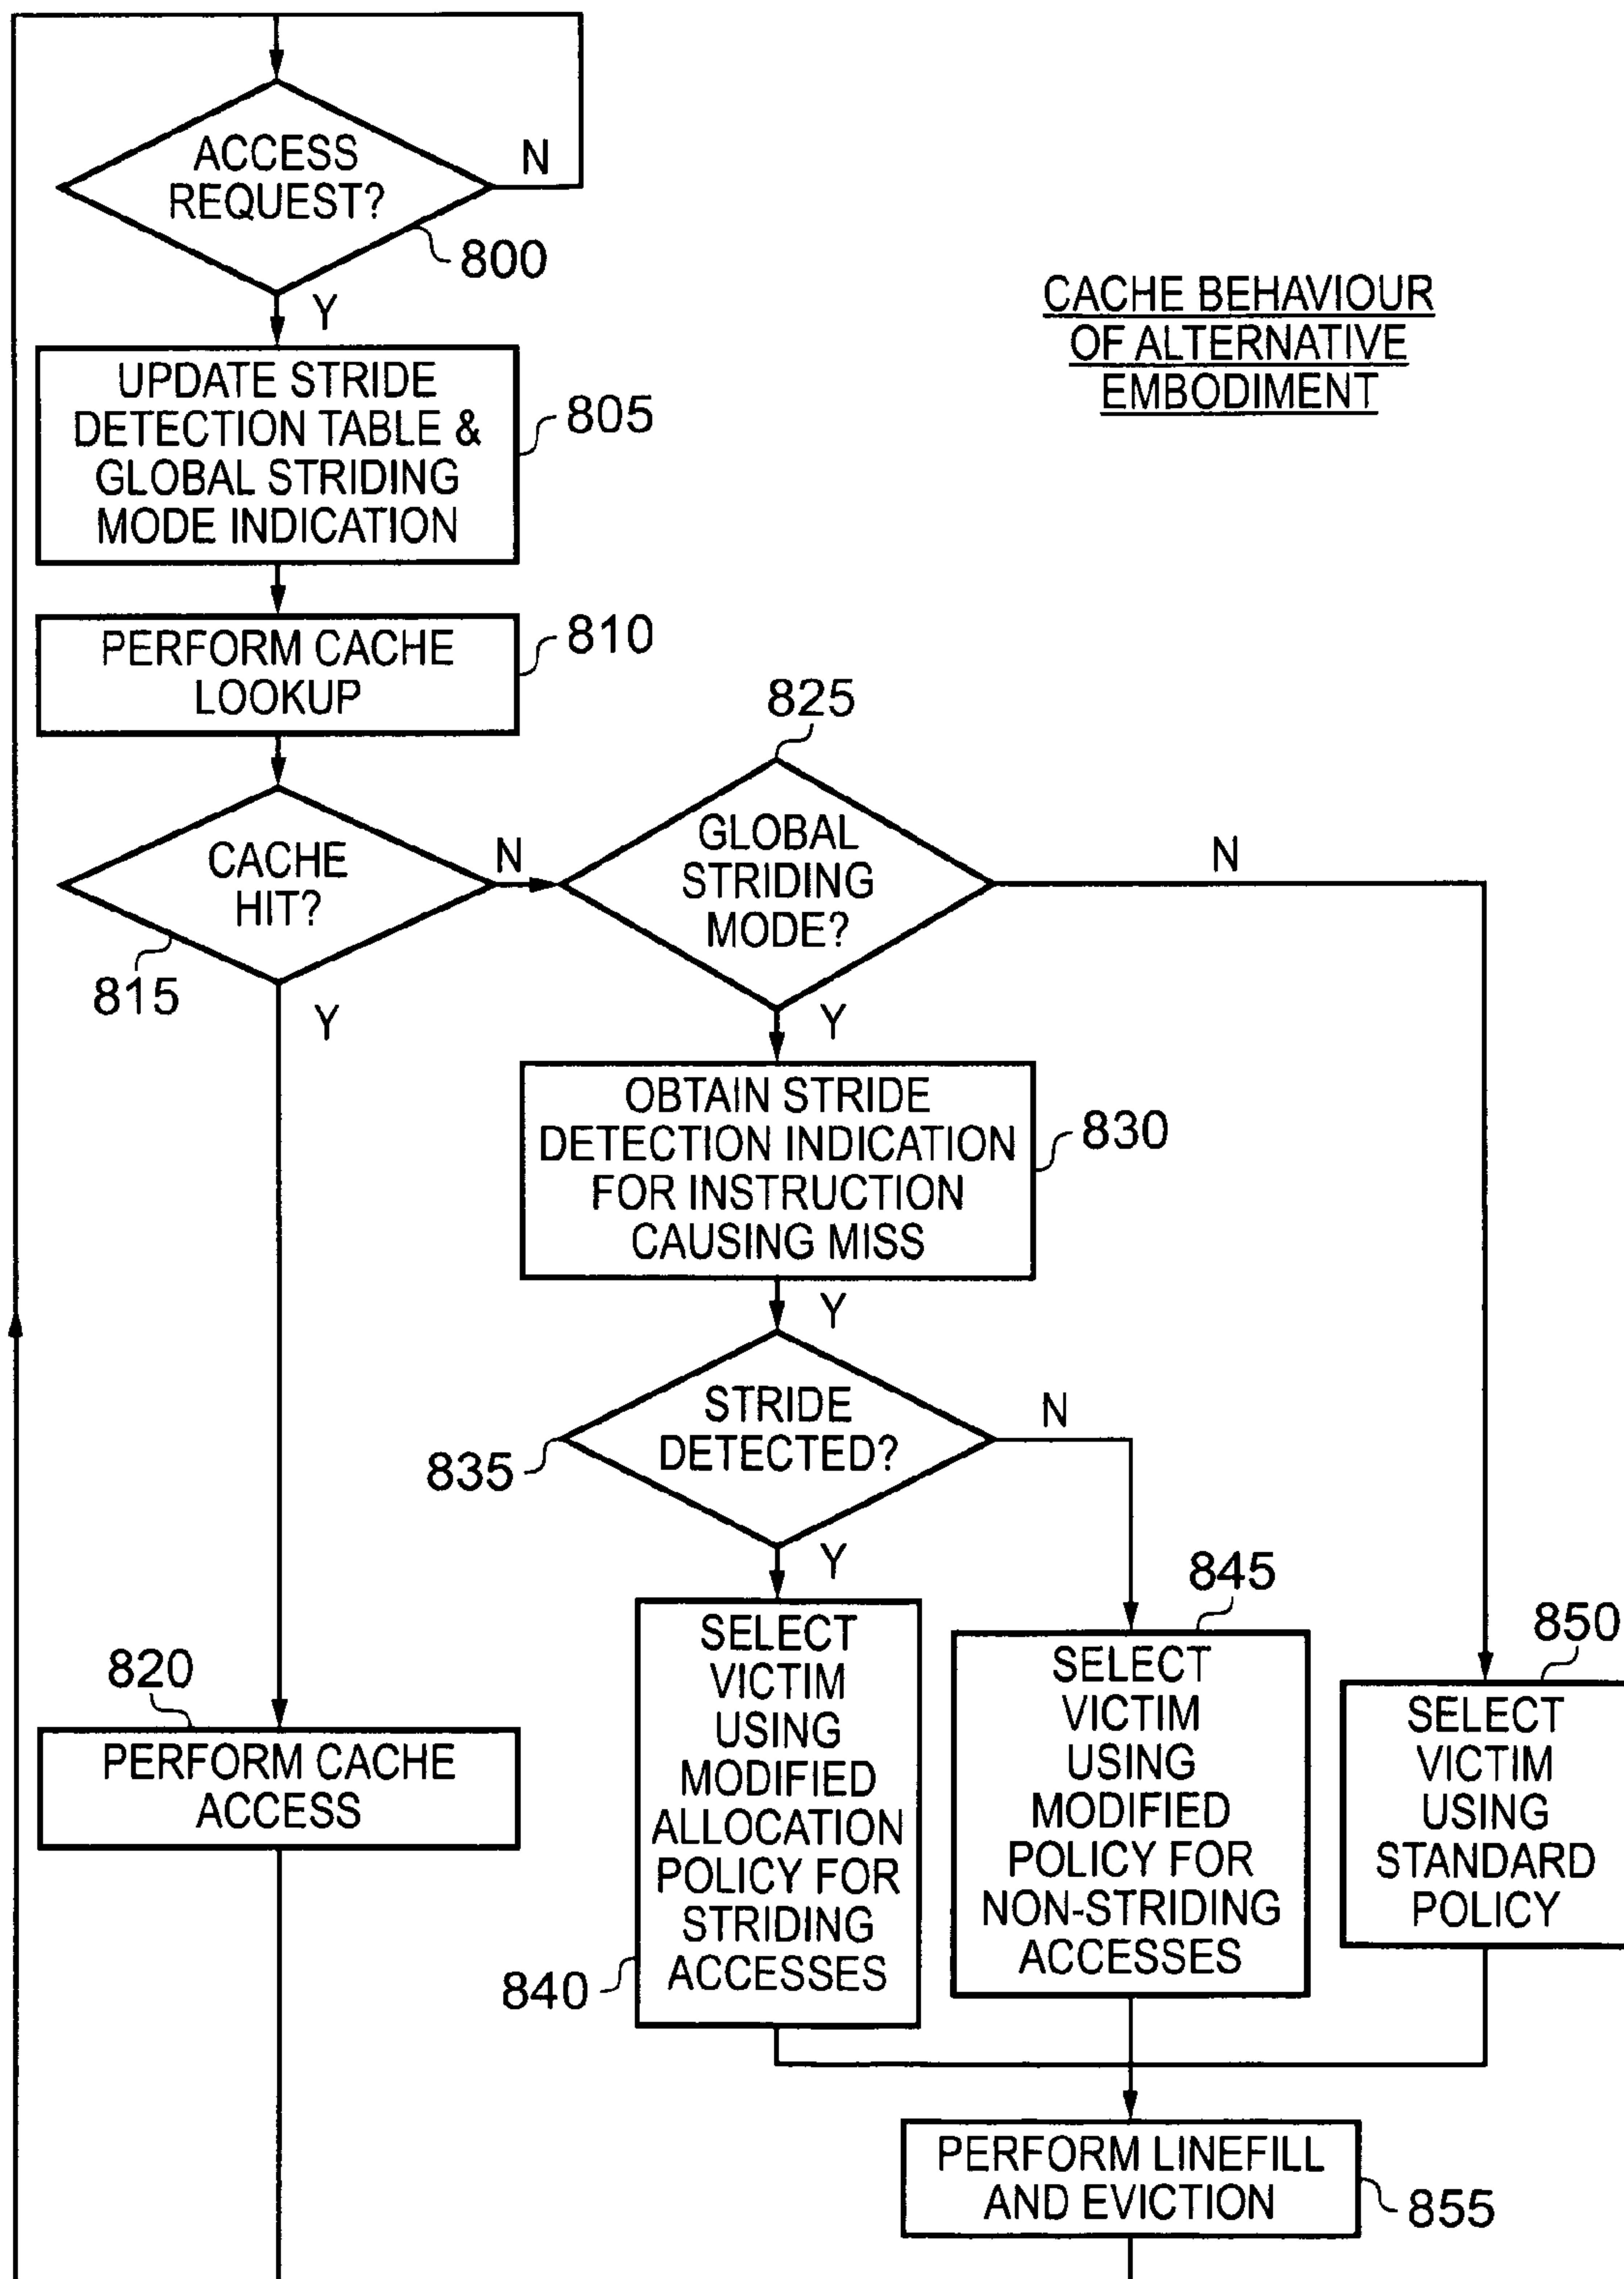 ACCESS
REQUEST?
N
800
Y
CACHE BEHAVIOUR
OF ALTERNATIVE
EMBODIMENT
UPDATE STRIDE
DETECTION TABLE &
GLOBAL STRIDING
MODE INDICATION
805
PERFORM CACHE
LOOKUP
810
CACHE
HIT?
N
815
Y
825
GLOBAL
STRIDING
MODE?
N
Y
OBTAIN STRIDE
DETECTION INDICATION
FOR INSTRUCTION
CAUSING MISS
830
Y
STRIDE
DETECTED?
N
835
Y
820
PERFORM CACHE
ACCESS
SELECT
VICTIM
USING
MODIFIED
ALLOCATION
POLICY FOR
STRIDING
ACCESSES
840
845
SELECT
VICTIM
USING
MODIFIED
POLICY FOR
NON-STRIDING
ACCESSES
850
SELECT
VICTIM
USING
STANDARD
POLICY
PERFORM LINEFILL
AND EVICTION
855